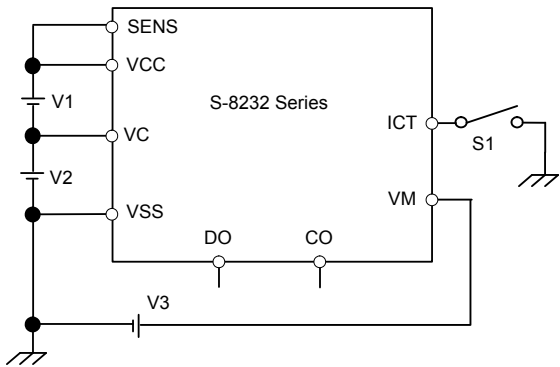 SENS
VCC
V1
S-8232 Series
VC
ICT
S1
V2
VSS
VM
DO
CO
V3